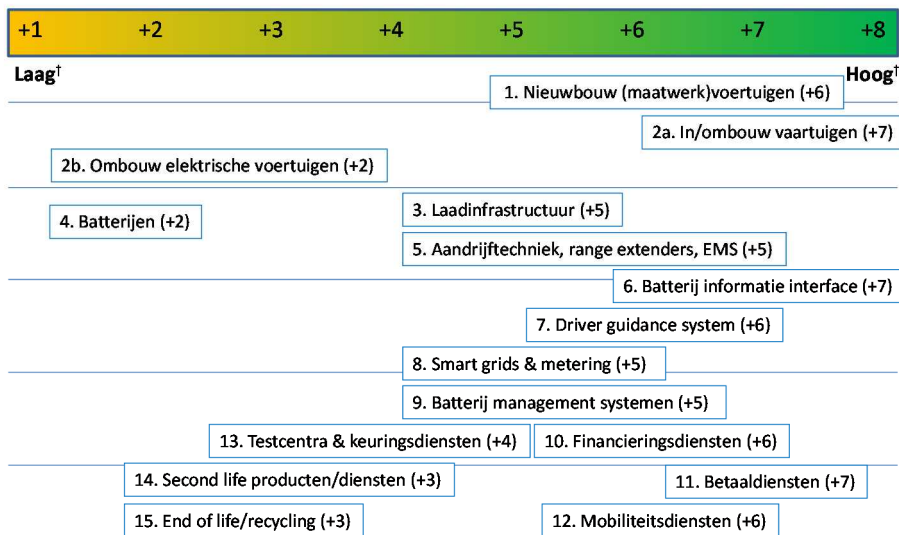 +1 +2 +3 +4 +5 +6 +7 +8
Laag† Hoog†
1. Nieuwbouw (maatwerk)voertuigen (+6)
2a. In/ombouw vaartuigen (+7)
2b. Ombouw elektrische voertuigen (+2)
3. Laadinfrastructuur (+5)
4. Batterijen (+2)
5. Aandrijftechniek, range extenders, EMS (+5)
6. Batterij informatie interface (+7)
7. Driver guidance system (+6)
8. Smart grids & metering (+5)
9. Batterij management systemen (+5)
13. Testcentra & keuringsdiensten (+4) 10. Financieringsdiensten (+6)
14. Second life producten/diensten (+3) 11. Betaaldiensten (+7)
15. End of life/recycling (+3) 12. Mobiliteitsdiensten (+6)